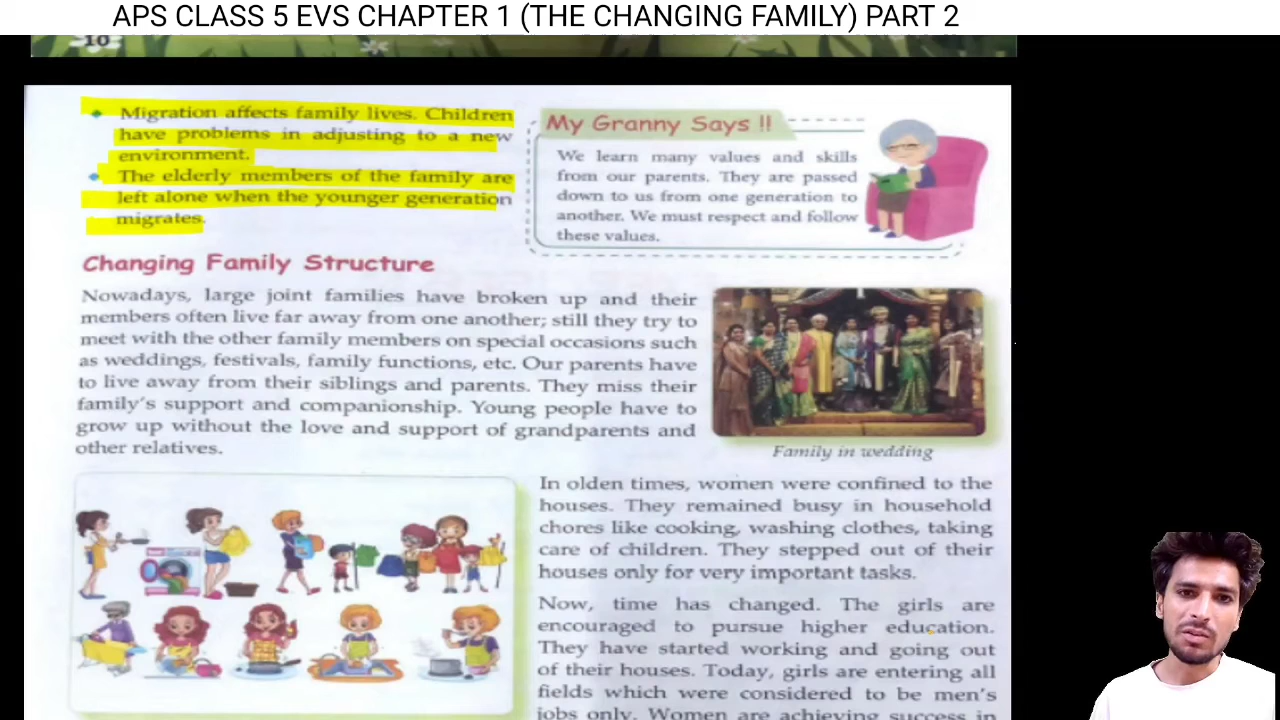 APS CLASS 5 EVS CHAPTER 1 (THE CHANGING FAMILY) PART 2
10
Migration affects family lives. Children
have problems in adjusting to a new
environment.
The elderly members of the family are
left alone when the younger generation
migrates.
My Granny Says !!
We learn many values and skills
from our parents. They are passed
down to us from one generation to
another. We must respect and follow
these values.
Changing Family Structure
Nowadays, large joint families have broken up and their
members often live far away from one another; still they try to
meet with the other family members on special occasions such
as weddings, festivals, family functions, etc. Our parents have
to live away from their siblings and parents. They miss their
family's support and companionship. Young people have to
grow up without the love and support of grandparents and
other relatives.
Family in wedding
In olden times, women were confined to the
houses. They remained busy in household
chores like cooking, washing clothes, taking
care of children. They stepped out of their
houses only for very important tasks.
Now, time has changed. The girls are
encouraged to pursue higher education.
They have started working and going out
of their houses. Today, girls are entering all
fields which were considered to be men's
jobs only. Women are achieving success in